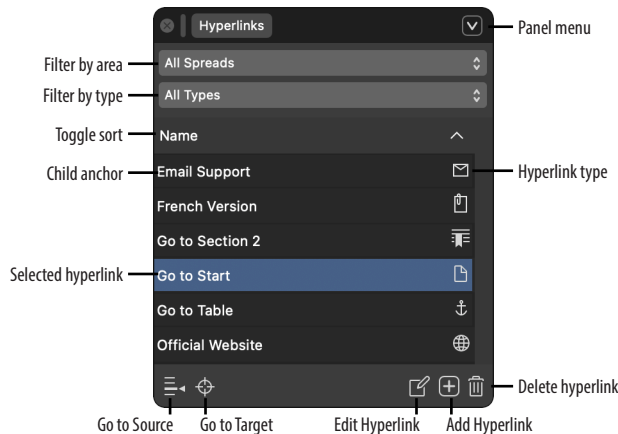 Hyperlinks
Panel menu
Filter by area
All Spreads
Filter by type
All Types
Toggle sort
Name
Child anchor
Email Support
Hyperlink type
French Version
Go to Section 2
Selected hyperlink
Go to Start
Go to Table
Official Website
Delete hyperlink
Go to Source
Go to Target
Edit Hyperlink
Add Hyperlink